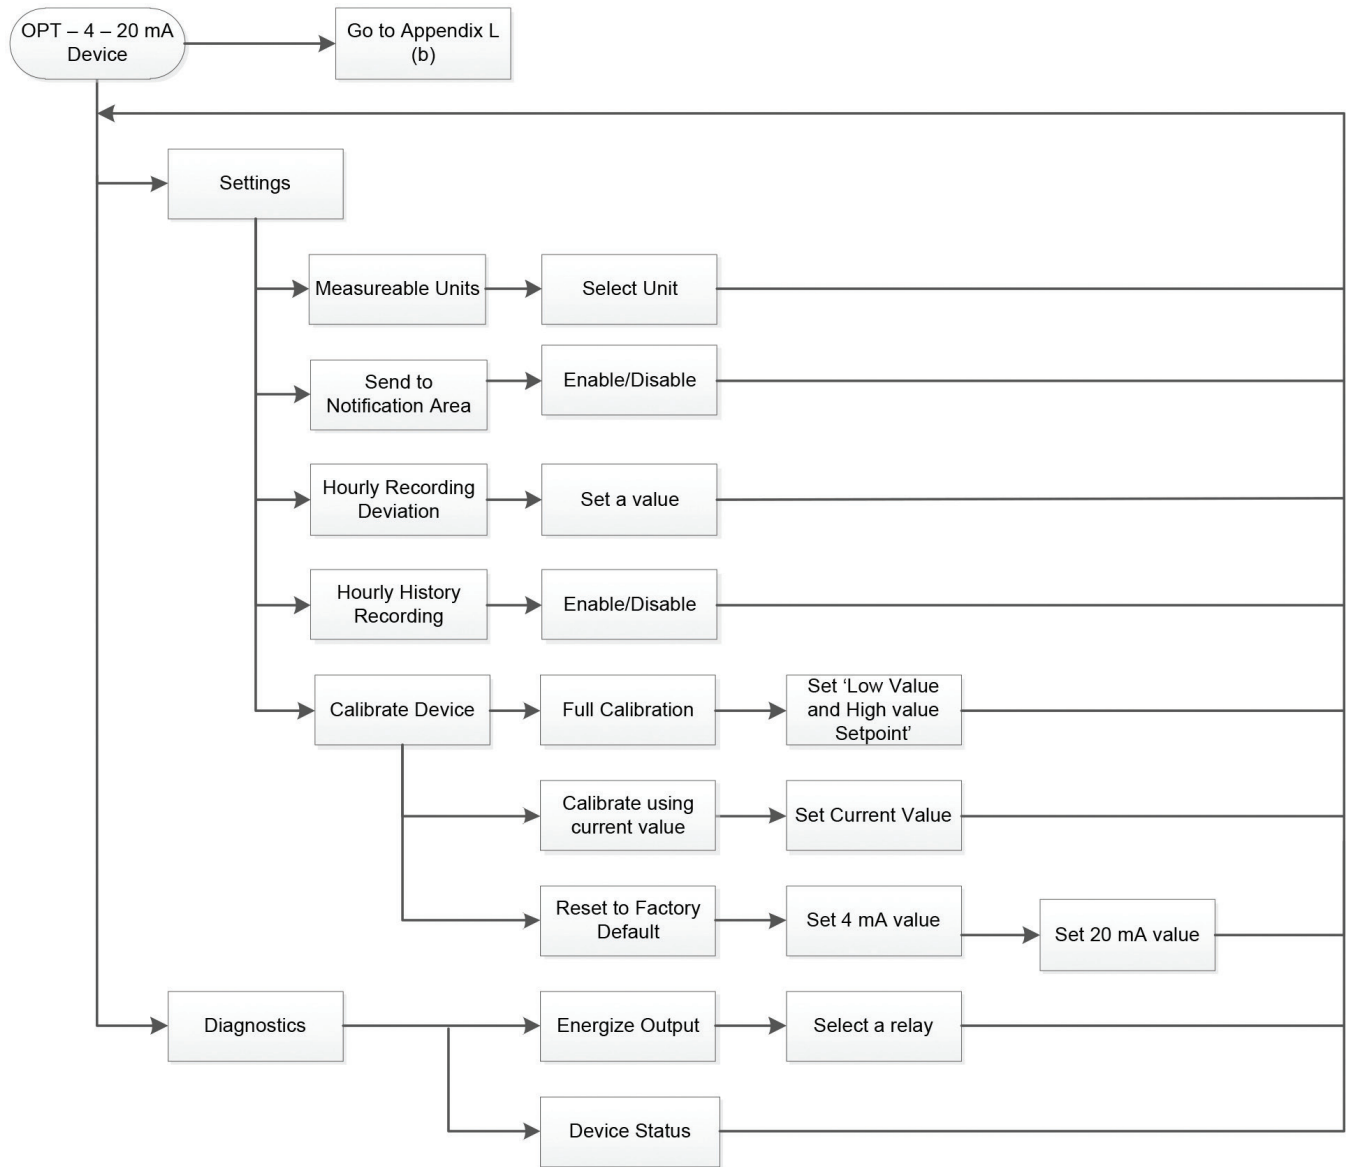 OPT – 4 – 20 mA
Device
Go to Appendix L
(b)
Settings
Measureable Units
Select Unit
Send to
Notification Area
Enable/Disable
Hourly Recording
Deviation
Set a value
Hourly History
Recording
Enable/Disable
Calibrate Device
Full Calibration
Set ‘Low Value
and High value
Setpoint’
Calibrate using
current value
Set Current Value
Reset to Factory
Default
Set 4 mA value
Set 20 mA value
Diagnostics
Energize Output
Select a relay
Device Status